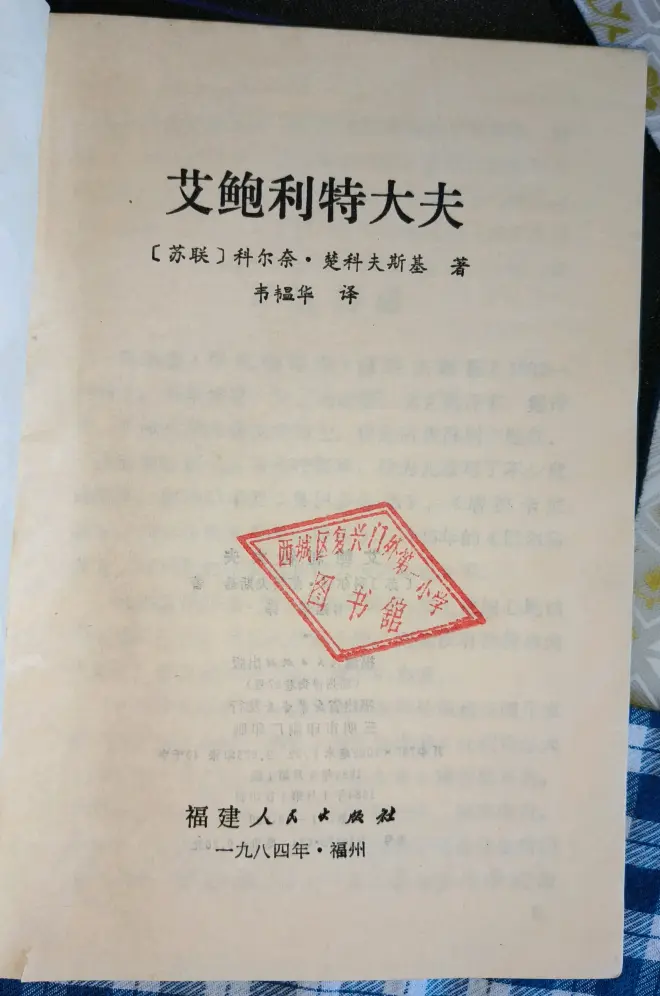 艾鲍利特大夫
〔苏联〕科尔奈·楚科夫斯基 著
韦韫华 译
西城区复兴门外第一小学
图书馆
福建人民出版社
一九八四年·福州